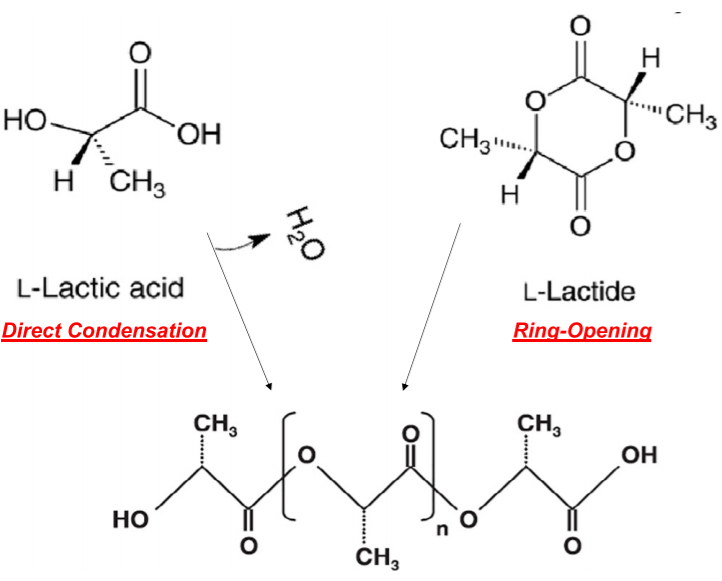 O
HO
OH
H
CH₃
H₂O
L-Lactic acid
Direct Condensation
O
H
O
CH₃
CH₃
O
H
O
L-Lactide
Ring-Opening
CH₃
O
O
CH₃
OH
HO
O
n
O
O
CH₃